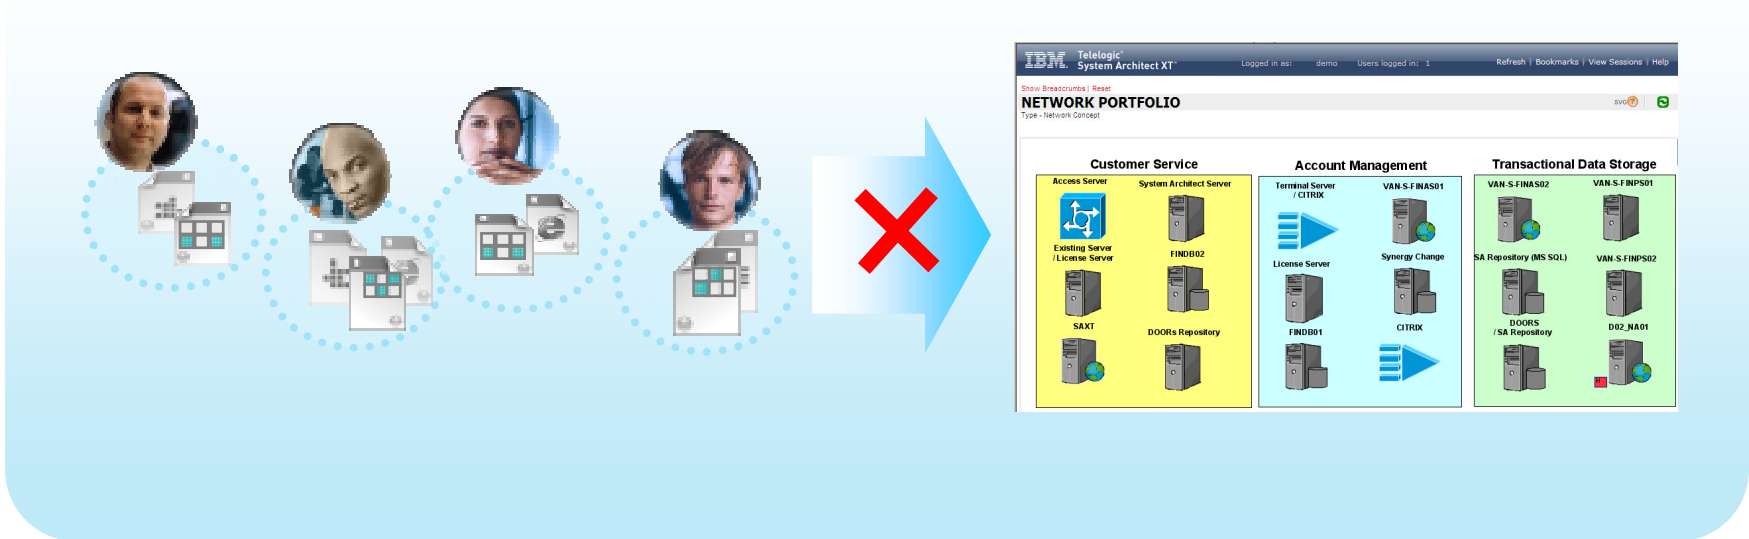 IBM. Telelogic®
System Architect XT™
Logged in as: demo Users logged in: 1
Refresh | Bookmarks | View Sessions | Help
Show Breadcrumbs | Reset
NETWORK PORTFOLIO
SVG ?
Type - Network Concept
Customer Service
Access Server
System Architect Server
Existing Server
/ License Server
FINDB02
SAXT
DOORs Repository
Account Management
Terminal Server
/ CITRIX
VAN-S-FINAS01
License Server
Synergy Change
FINDB01
CITRIX
Transactional Data Storage
VAN-S-FINAS02
VAN-S-FINPS01
SA Repository (MS SQL)
VAN-S-FINPS02
DOORS
/ SA Repository
D02_NA01